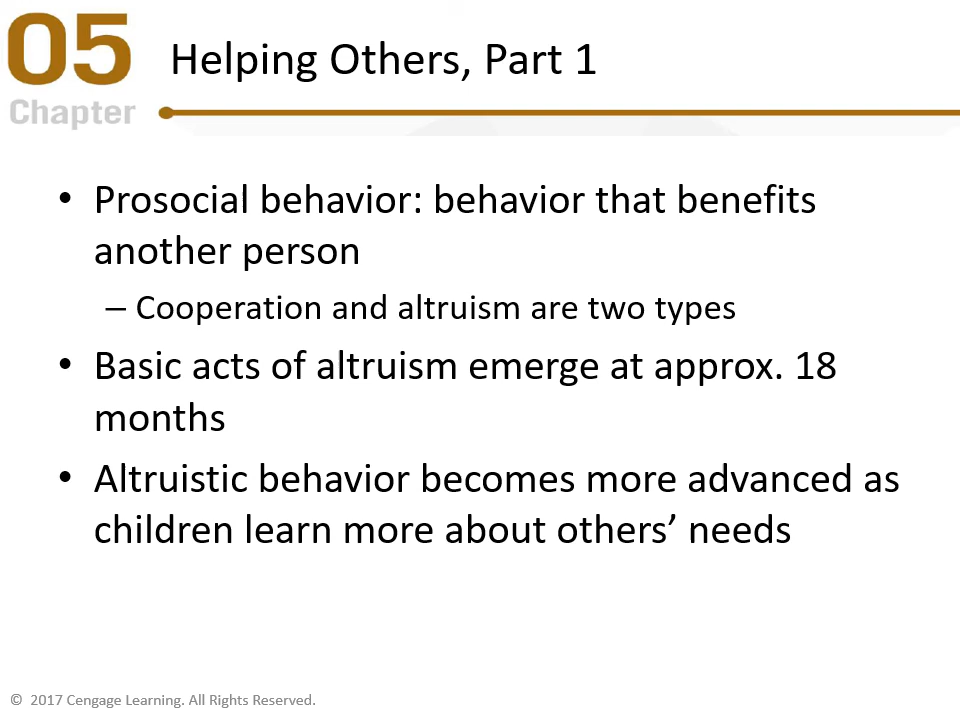 05
Chapter
Helping Others, Part 1
• Prosocial behavior: behavior that benefits
another person
– Cooperation and altruism are two types
• Basic acts of altruism emerge at approx. 18
months
• Altruistic behavior becomes more advanced as
children learn more about others’ needs
© 2017 Cengage Learning. All Rights Reserved.